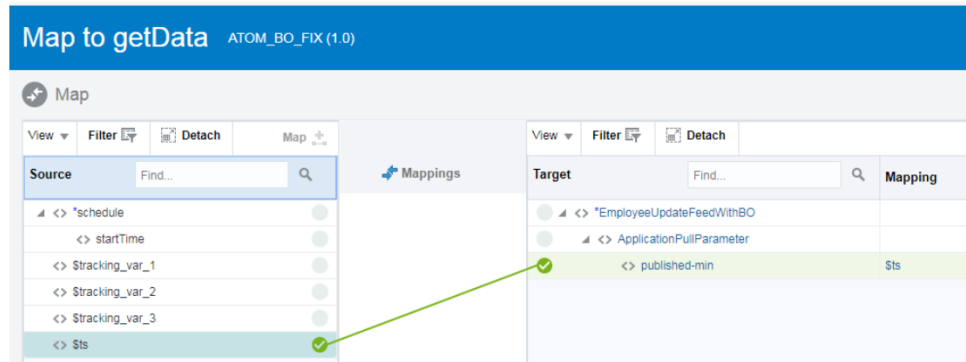 Map to getData ATOM_BO_FIX (1.0)
Map
View Filter Detach Map
View Filter Detach
Source Find...
Mappings
Target Find... Mapping
<> *schedule
<> startTime
<> $tracking_var_1
<> $tracking_var_2
<> $tracking_var_3
<> $ts
<> *EmployeeUpdateFeedWithBO
<> ApplicationPullParameter
<> published-min $ts